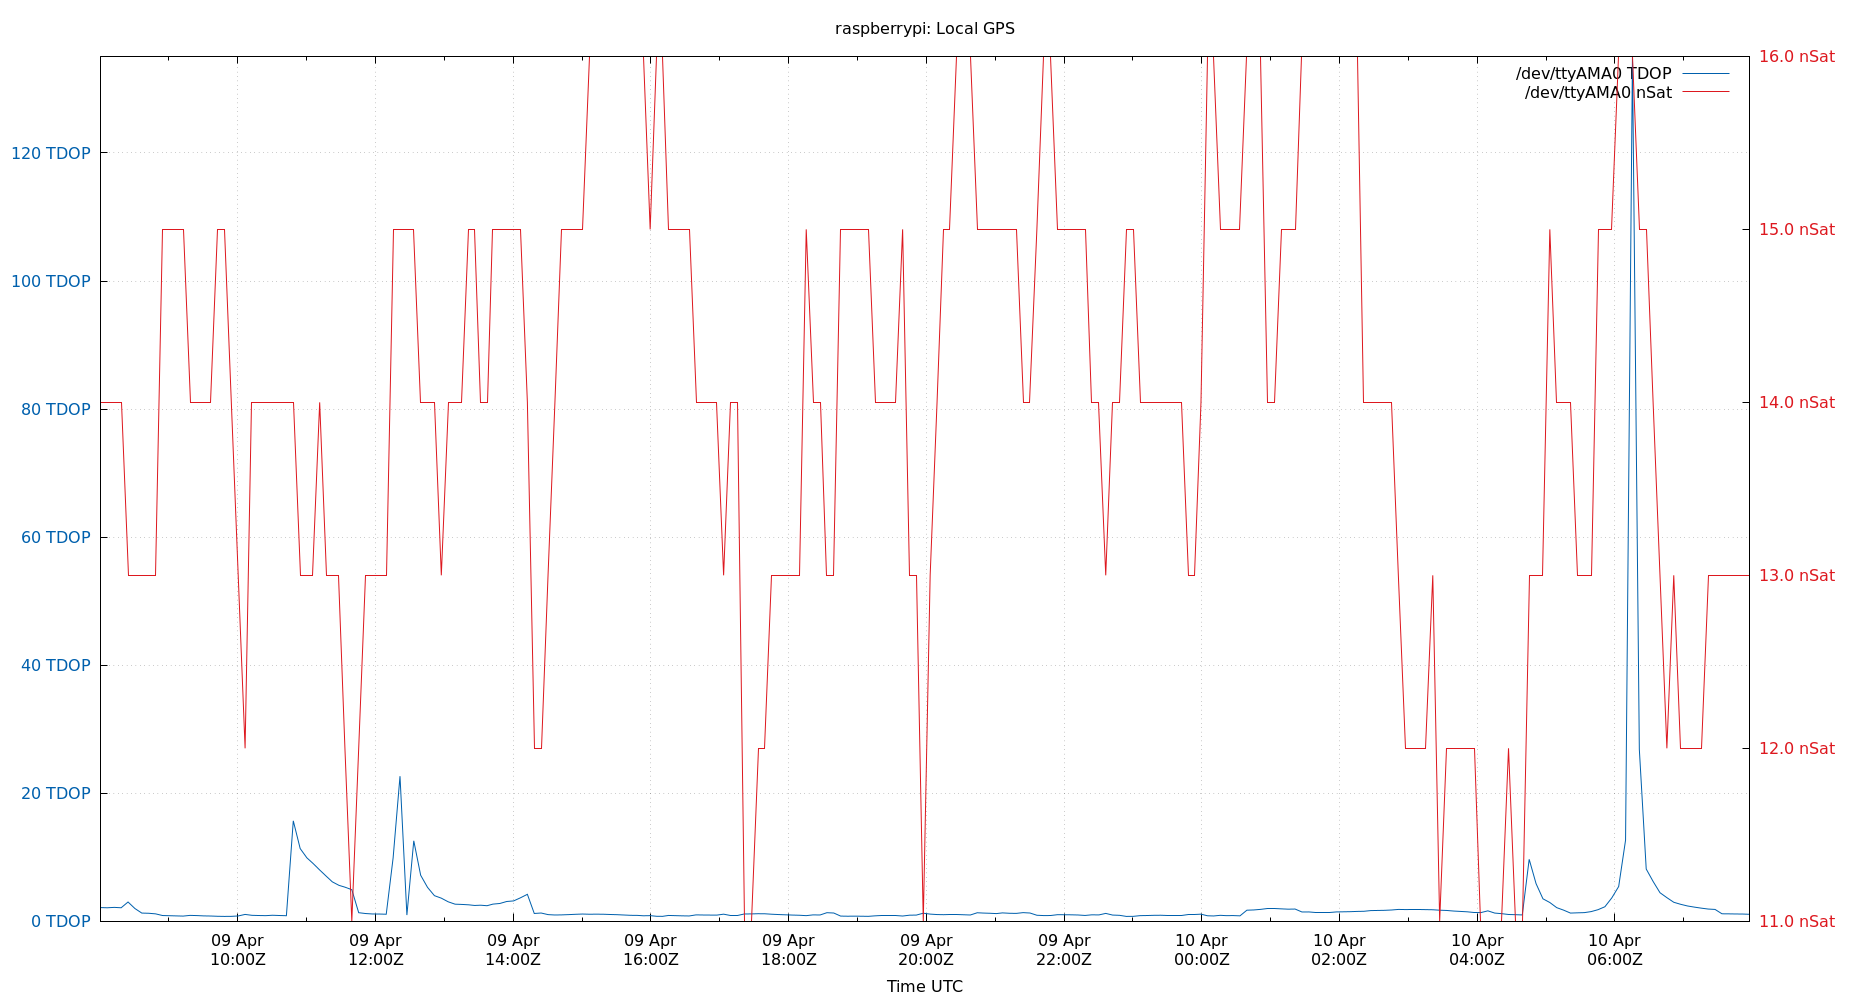 raspberrypi: Local GPS
16.0 nSat
/dev/ttyAMA0 TDOP
/dev/ttyAMA0 nSat
120 TDOP
15.0 nSat
100 TDOP
80 TDOP
14.0 nSat
60 TDOP
13.0 nSat
40 TDOP
12.0 nSat
20 TDOP
0 TDOP
11.0 nSat
09 Apr 09 Apr 09 Apr 09 Apr 09 Apr 09 Apr 09 Apr 10 Apr 10 Apr 10 Apr 10 Apr
10:00Z 12:00Z 14:00Z 16:00Z 18:00Z 20:00Z 22:00Z 00:00Z 02:00Z 04:00Z 06:00Z
Time UTC